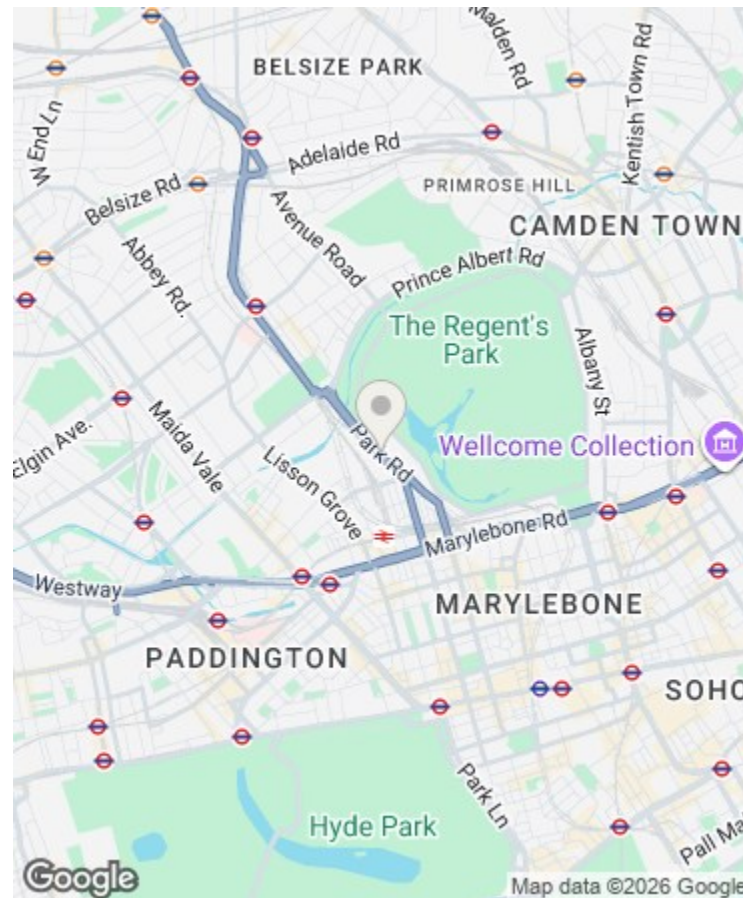 BELSIZE PARK
Malden Rd
Kentish Town Rd
W End Ln
Adelaide Rd
PRIMROSE HILL
Belsize Rd
Avenue Road
CAMDEN TOWN
Abbey Rd.
Prince Albert Rd
The Regent's
Park
Albany St
Elgin Ave.
Maida Vale
Park Rd
Wellcome Collection
Lisson Grove
Marylebone Rd
Westway
MARYLEBONE
PADDINGTON
SOHO
Park Ln
Hyde Park
Pall Ma
Google
Map data ©2026 Google